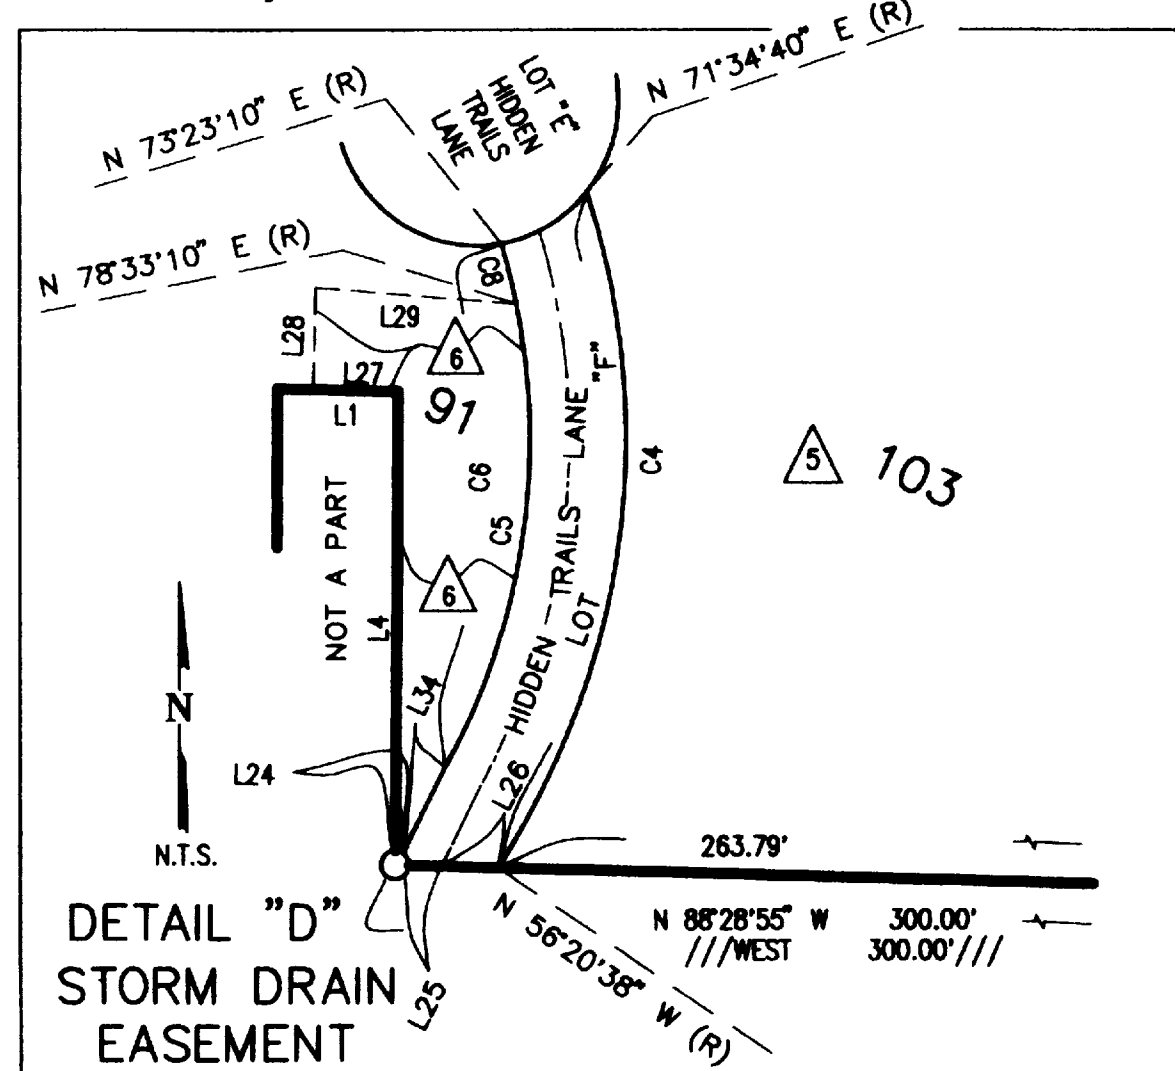 N 71°34'40" E (R)
N 73°23'10" E (R)
LOT "E"
HIDDEN
TRAILS
LANE
N 78°33'10" E (R)
C8
L29
L28
6
L27
L1
91
"F"
HIDDEN TRAILS LANE
LOT
C4
5
103
C6
C5
NOT A PART
6
L4
N
L34
L24
L26
N.T.S.
263.79'
N 88°28'55" W 300.00'
///WEST 300.00'///
N 56°20'38" W (R)
L25
DETAIL "D"
STORM DRAIN
EASEMENT